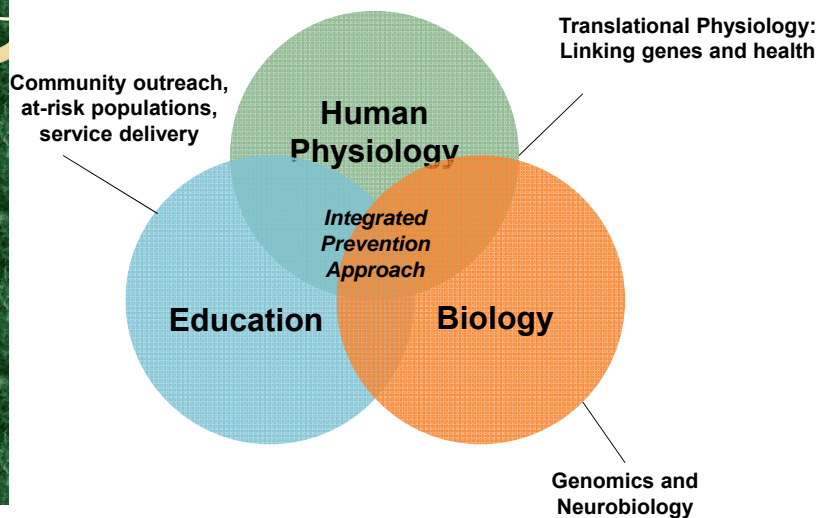 Translational Physiology:
Linking genes and health
Community outreach,
at-risk populations,
service delivery
Human
Physiology
Integrated
Prevention
Approach
Education
Biology
Genomics and
Neurobiology